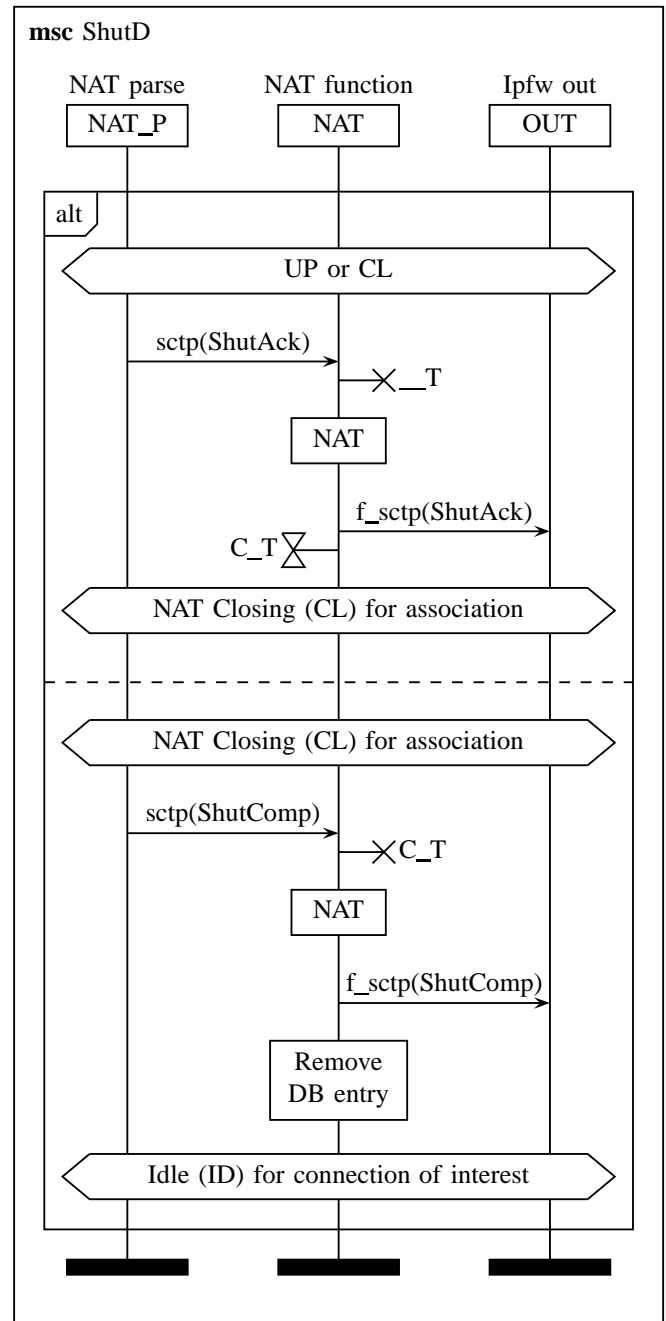 msc ShutD
NAT parse NAT function Ipfw out
NAT_P NAT OUT
alt
UP or CL
sctp(ShutAck)
__T
NAT
f_sctp(ShutAck)
C_T
NAT Closing (CL) for association
NAT Closing (CL) for association
sctp(ShutComp)
C_T
NAT
f_sctp(ShutComp)
Remove
DB entry
Idle (ID) for connection of interest